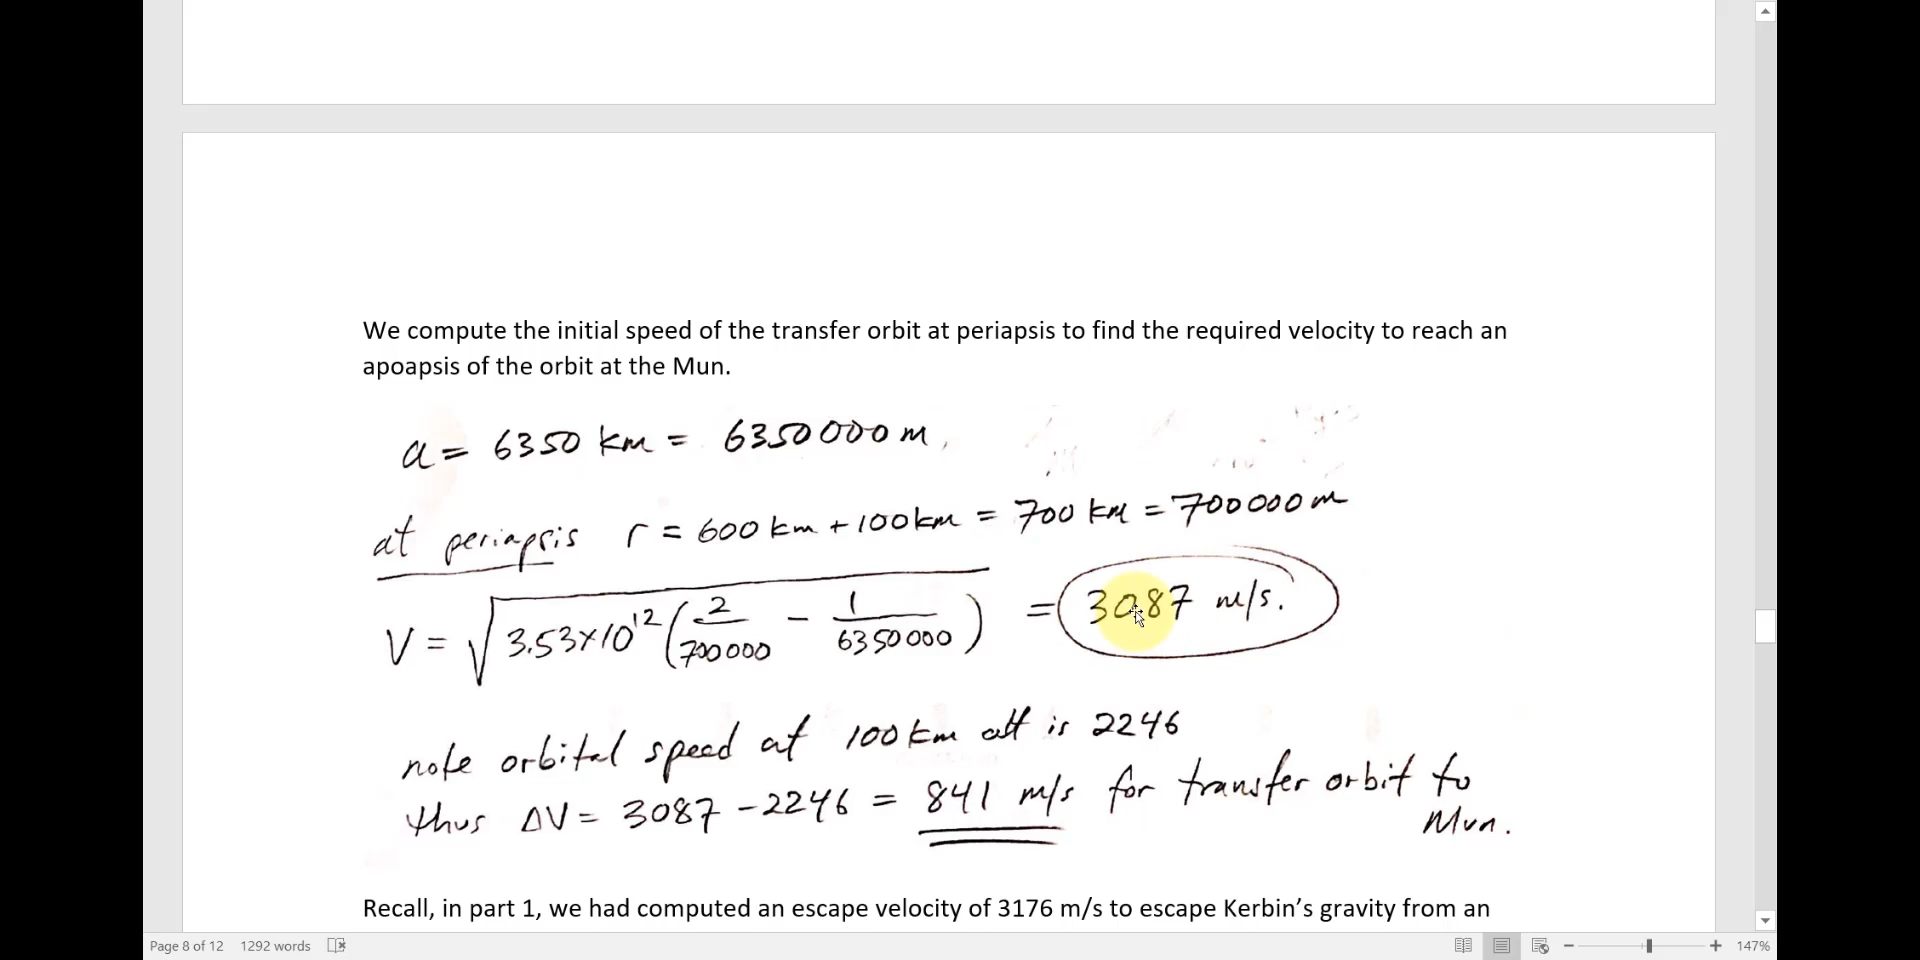 We compute the initial speed of the transfer orbit at periapsis to find the required velocity to reach an
apoapsis of the orbit at the Mun.
a = 6350 km = 6350000 m,
at periapsis r = 600 km + 100 km = 700 km = 700000 m
V = √(3.53×10¹² (2/700000 − 1/6350000)) = 3087 m/s.
note orbital speed at 100 km alt is 2246
thus ΔV = 3087 − 2246 = 841 m/s for transfer orbit to
Mun.
Recall, in part 1, we had computed an escape velocity of 3176 m/s to escape Kerbin's gravity from an
Page 8 of 12 1292 words 147%